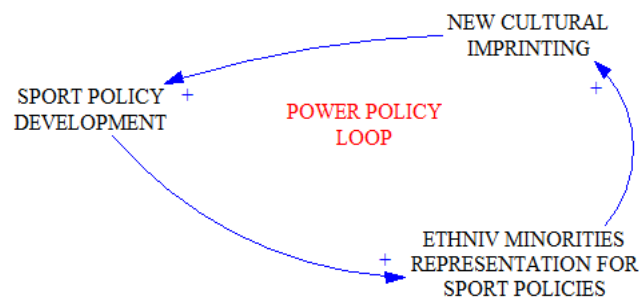 NEW CULTURAL
IMPRINTING
+
SPORT POLICY
DEVELOPMENT
+
POWER POLICY
LOOP
ETHNIV MINORITIES
REPRESENTATION FOR
SPORT POLICIES
+